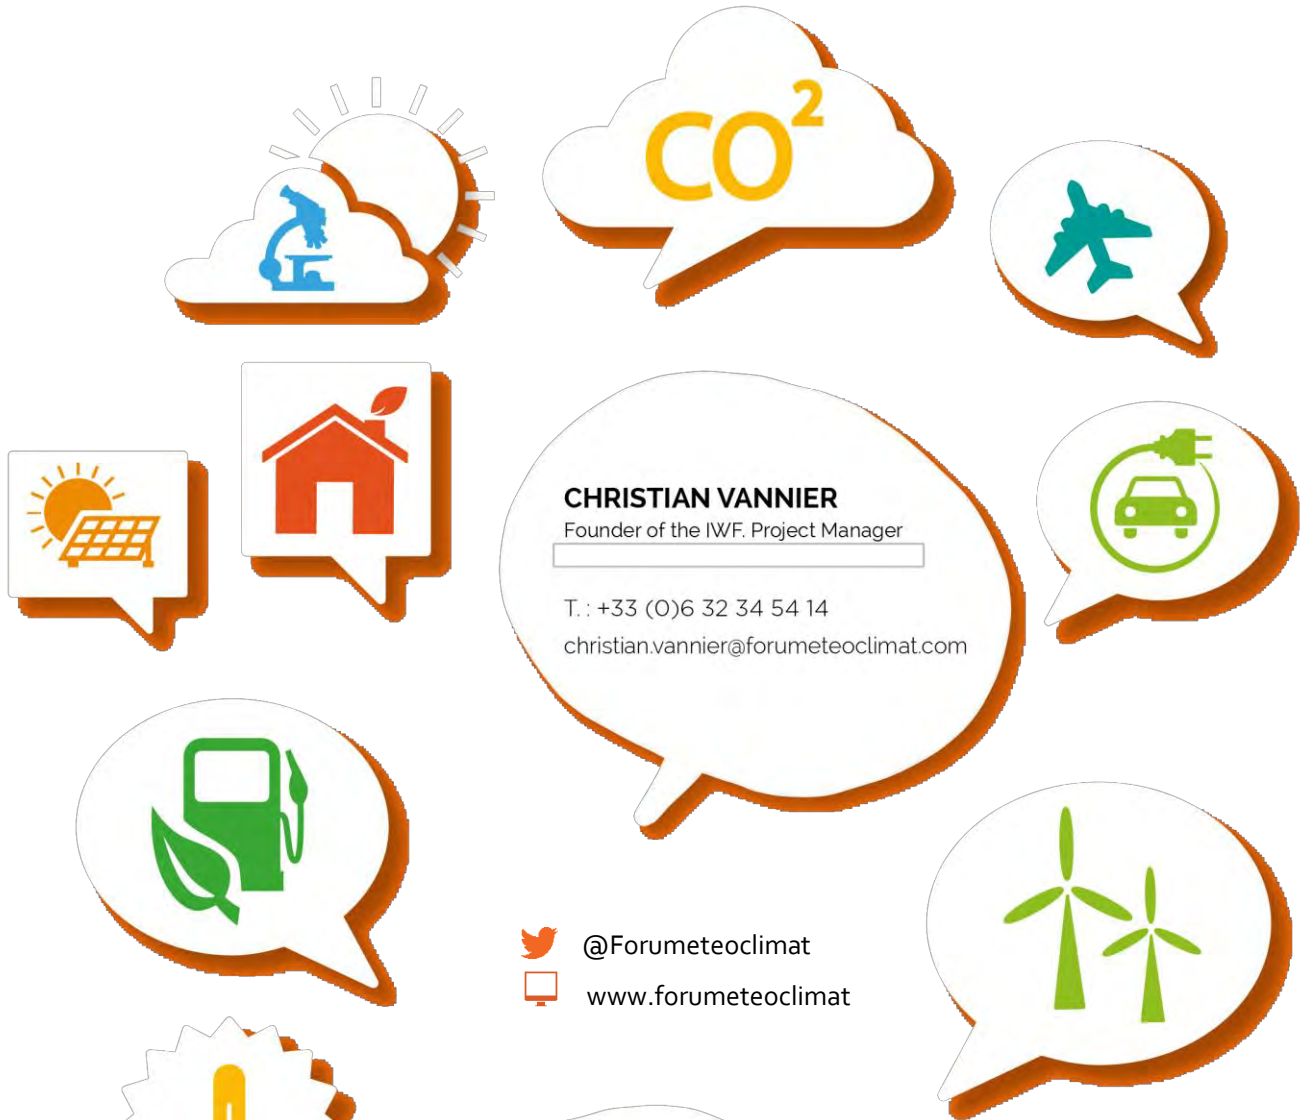 CO²
CHRISTIAN VANNIER
Founder of the IWF. Project Manager
T. : +33 (0)6 32 34 54 14
christian.vannier@forumeteoclimat.com
@Forumeteoclimat
www.forumeteoclimat